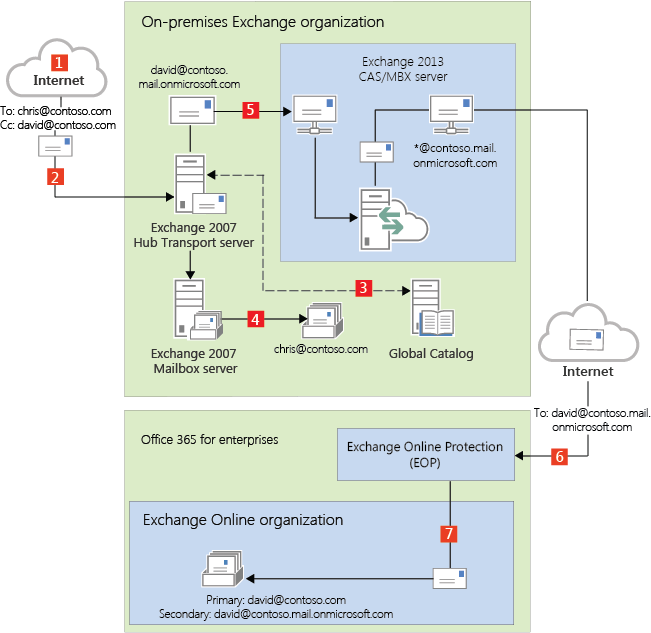 On-premises Exchange organization
1
Internet
To: chris@contoso.com
Cc: david@contoso.com
2
david@contoso.
mail.onmicrosoft.com
5
Exchange 2013
CAS/MBX server
*@contoso.mail.
onmicrosoft.com
Exchange 2007
Hub Transport server
3
4
Exchange 2007
Mailbox server
chris@contoso.com
Global Catalog
Internet
To: david@contoso.mail.
onmicrosoft.com
6
Office 365 for enterprises
Exchange Online Protection
(EOP)
7
Exchange Online organization
Primary: david@contoso.com
Secondary: david@contoso.mail.onmicrosoft.com